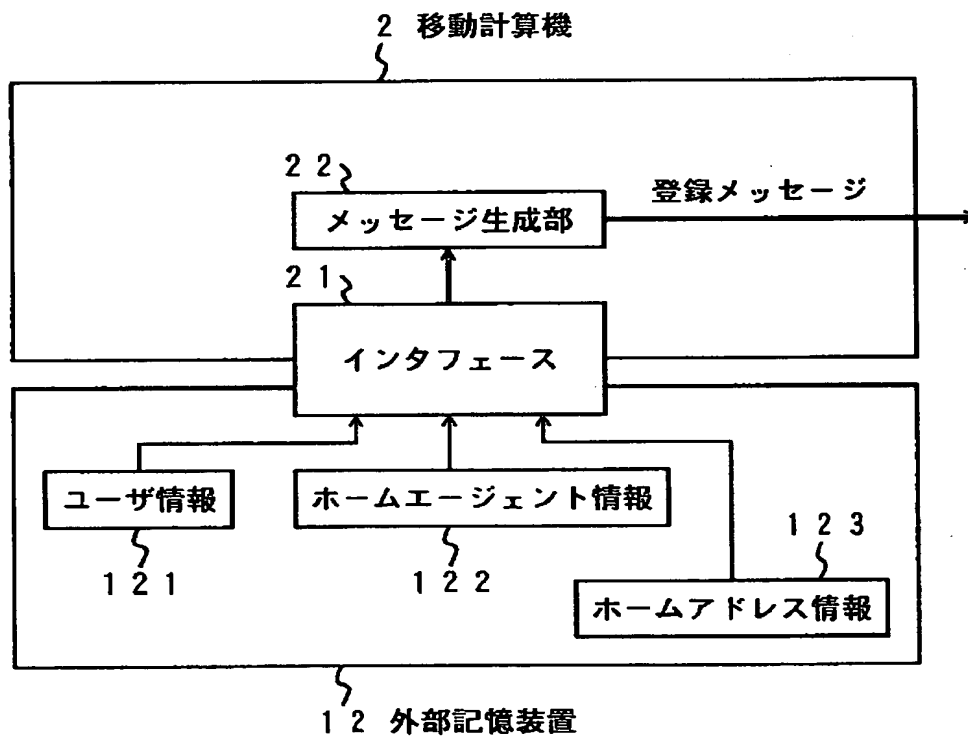 2 移動計算機
22
メッセージ生成部
登録メッセージ
21
インタフェース
ユーザ情報
121
ホームエージェント情報
122
123
ホームアドレス情報
12 外部記憶装置